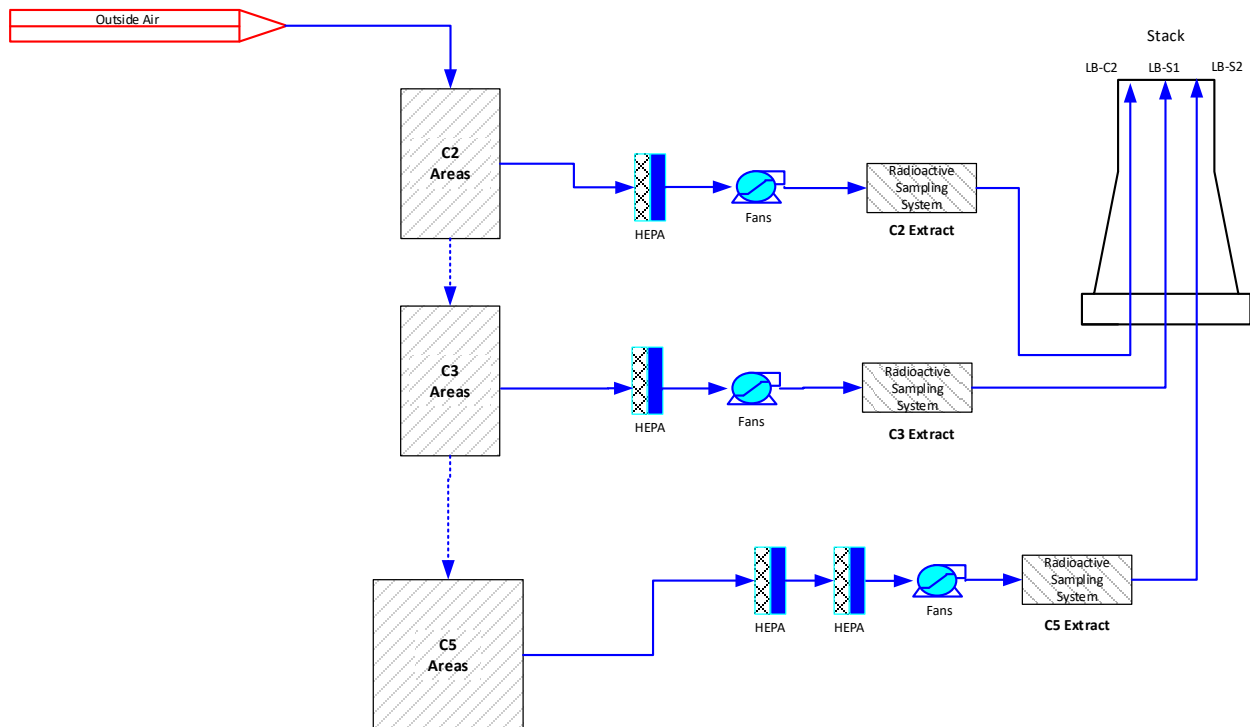 Outside Air
Stack
LB-C2
LB-S1
LB-S2
C2
Areas
HEPA
Fans
Radioactive
Sampling
System
C2 Extract
C3
Areas
HEPA
Fans
Radioactive
Sampling
System
C3 Extract
C5
Areas
HEPA
HEPA
Fans
Radioactive
Sampling
System
C5 Extract